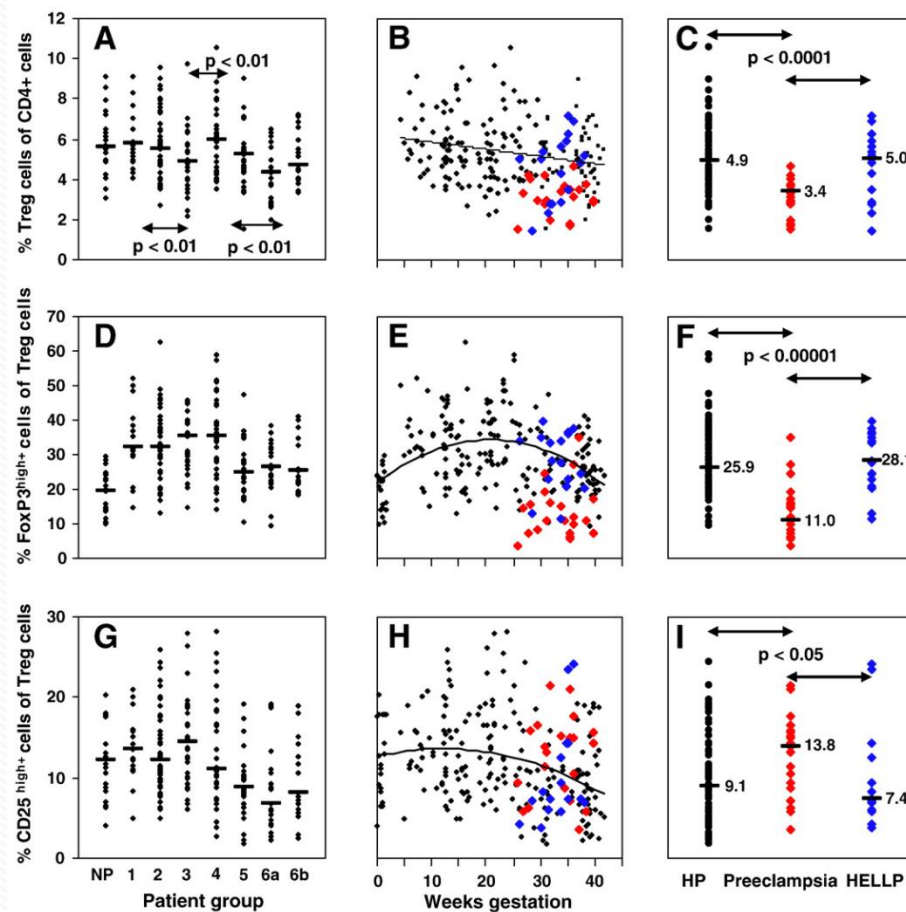 12
10
8
6
4
2
0
% Treg cells of CD4+ cells
A
p < 0.01
p < 0.01
p < 0.01
B
C
p < 0.0001
4.9
3.4
5.0
70
60
50
40
30
20
10
0
% FoxP3high+ cells of Treg cells
D
E
F
p < 0.00001
25.9
11.0
30
20
10
0
% CD25 high+ cells of Treg cells
G
H
I
p < 0.05
9.1
13.8
7.4
NP 1 2 3 4 5 6a 6b
Patient group
0 10 20 30 40
Weeks gestation
HP Preeclampsia HELLP